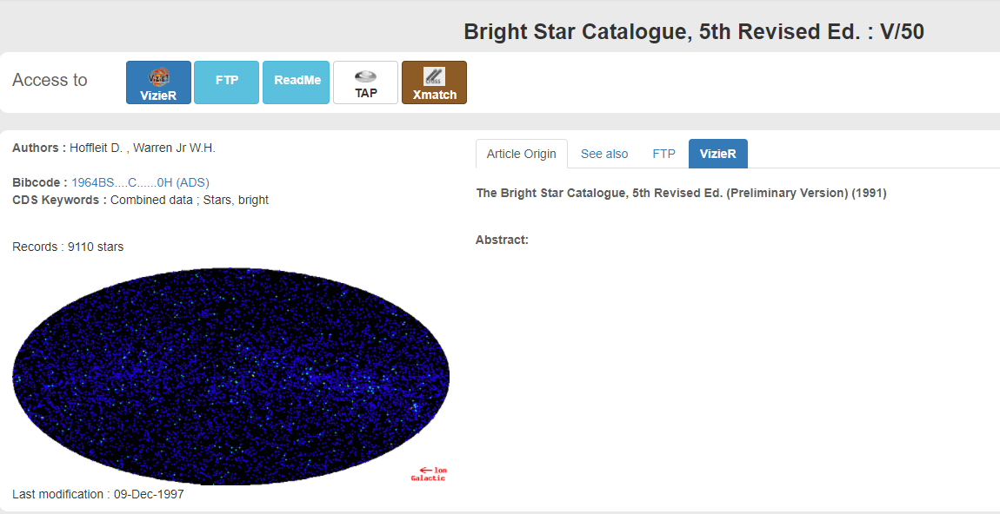 Bright Star Catalogue, 5th Revised Ed. : V/50
Access to
VizieR
VizieR
FTP
ReadMe
TAP
cross
Xmatch
Authors : Hoffleit D. , Warren Jr W.H.
Bibcode : 1964BS....C......0H (ADS)
CDS Keywords : Combined data ; Stars, bright
Records : 9110 stars
← lon
Galactic
Last modification : 09-Dec-1997
Article Origin
See also
FTP
VizieR
The Bright Star Catalogue, 5th Revised Ed. (Preliminary Version) (1991)
Abstract: